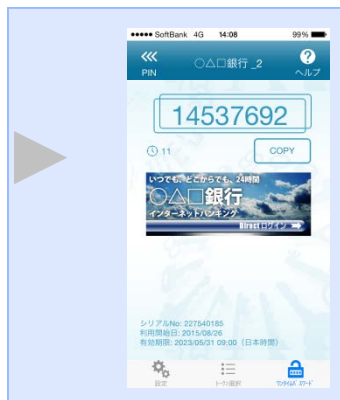 ●●●●● SoftBank 4G 14:08 99%
PIN ○△□銀行 _2 ヘルプ
14537692
11 COPY
いつでも、どこからでも、24時間
○△□銀行
インターネットバンキング
Direct ログイン
シリアルNo: 227540185
利用開始日: 2015/08/26
有効期限: 2023/05/31 09:00（日本時間）
設定 トークン選択 ワンタイムパスワード